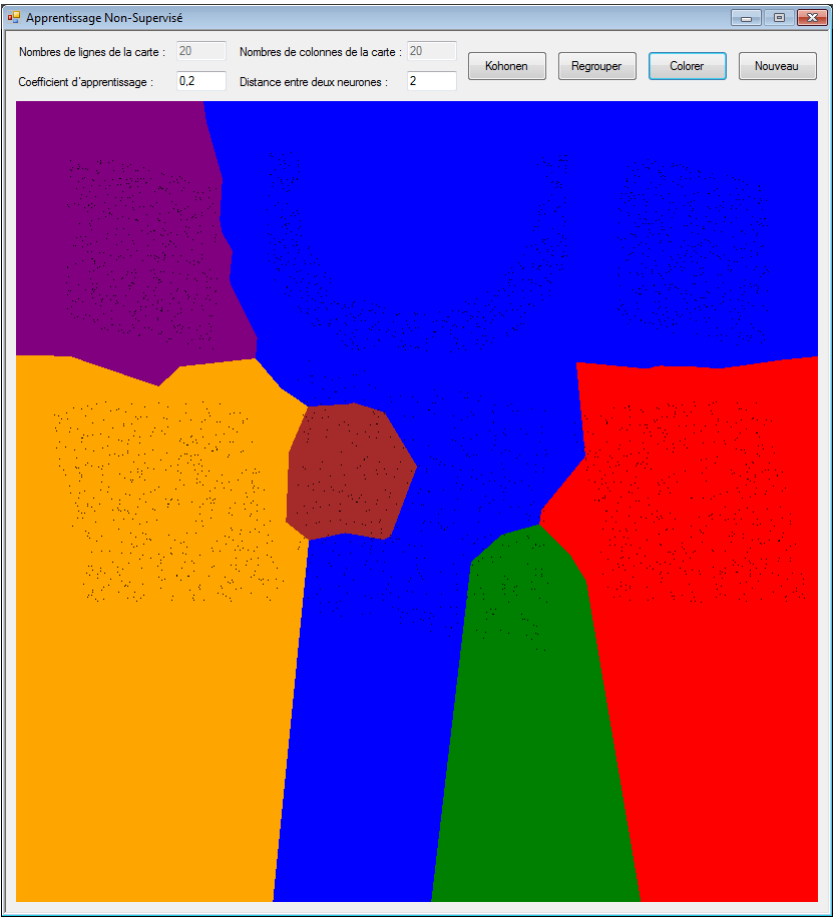 Apprentissage Non-Supervisé
Nombres de lignes de la carte : 20 Nombres de colonnes de la carte : 20
Coefficient d'apprentissage : 0,2 Distance entre deux neurones : 2
Kohonen Regrouper Colorer Nouveau